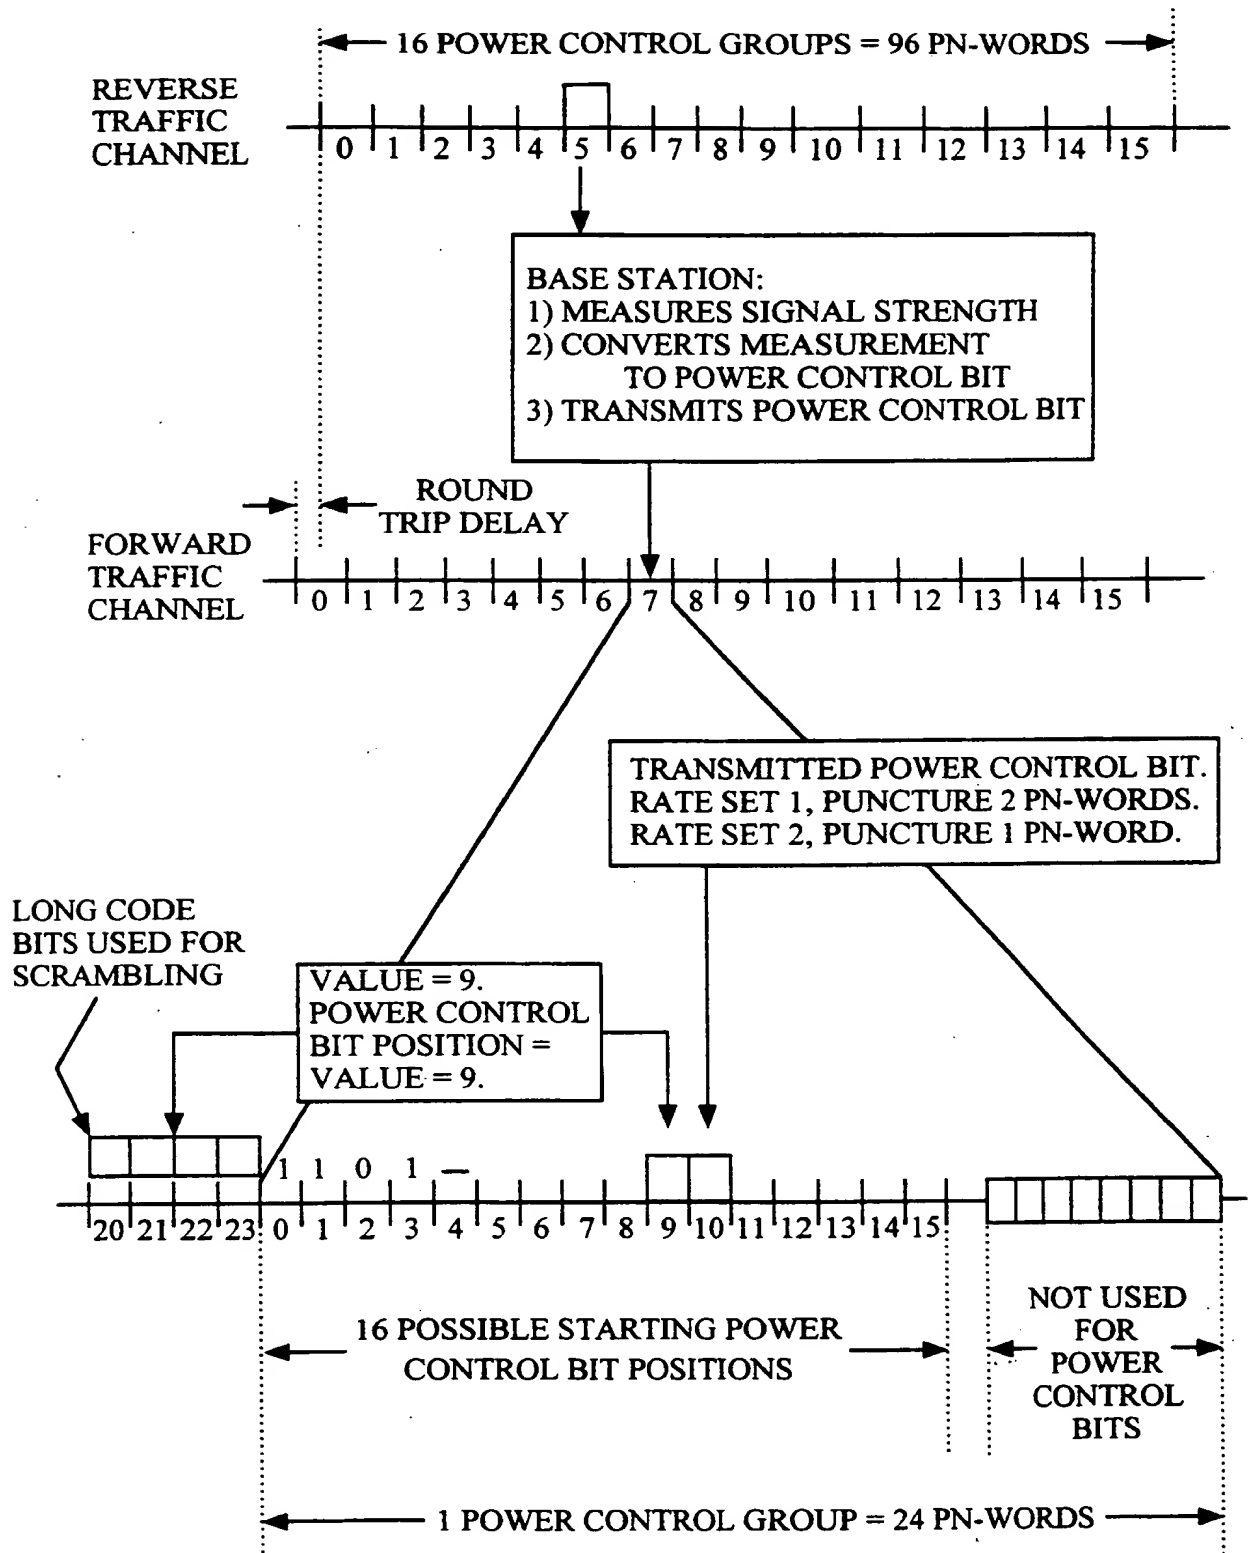 16 POWER CONTROL GROUPS = 96 PN-WORDS
REVERSE
TRAFFIC
CHANNEL
0 1 2 3 4 5 6 7 8 9 10 11 12 13 14 15
BASE STATION:
1) MEASURES SIGNAL STRENGTH
2) CONVERTS MEASUREMENT
TO POWER CONTROL BIT
3) TRANSMITS POWER CONTROL BIT
ROUND
TRIP DELAY
FORWARD
TRAFFIC
CHANNEL
0 1 2 3 4 5 6 7 8 9 10 11 12 13 14 15
TRANSMITTED POWER CONTROL BIT.
RATE SET 1, PUNCTURE 2 PN-WORDS.
RATE SET 2, PUNCTURE 1 PN-WORD.
LONG CODE
BITS USED FOR
SCRAMBLING
VALUE = 9.
POWER CONTROL
BIT POSITION =
VALUE = 9.
1 1 0 1 —
20 21 22 23 0 1 2 3 4 5 6 7 8 9 10 11 12 13 14 15
16 POSSIBLE STARTING POWER
CONTROL BIT POSITIONS
NOT USED
FOR
POWER
CONTROL
BITS
1 POWER CONTROL GROUP = 24 PN-WORDS